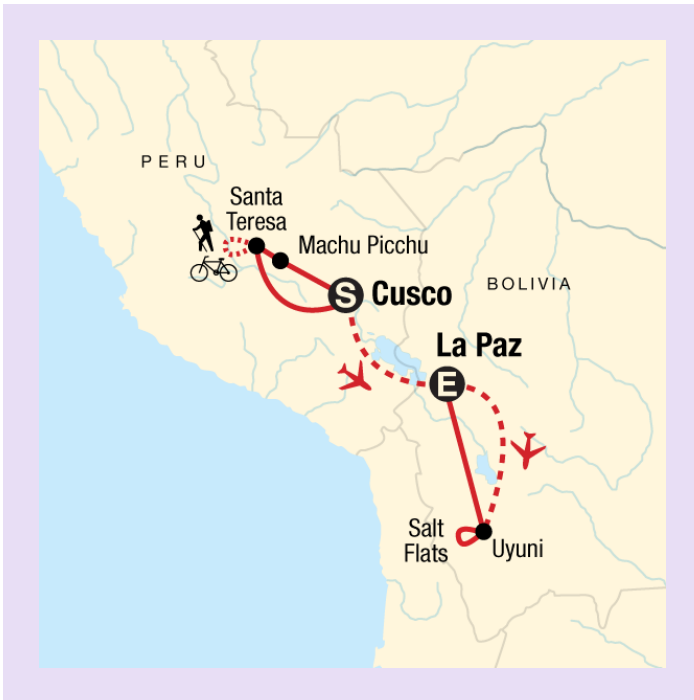 PERU
Santa
Teresa
Machu Picchu
S Cusco
BOLIVIA
La Paz
E
Salt
Flats
Uyuni